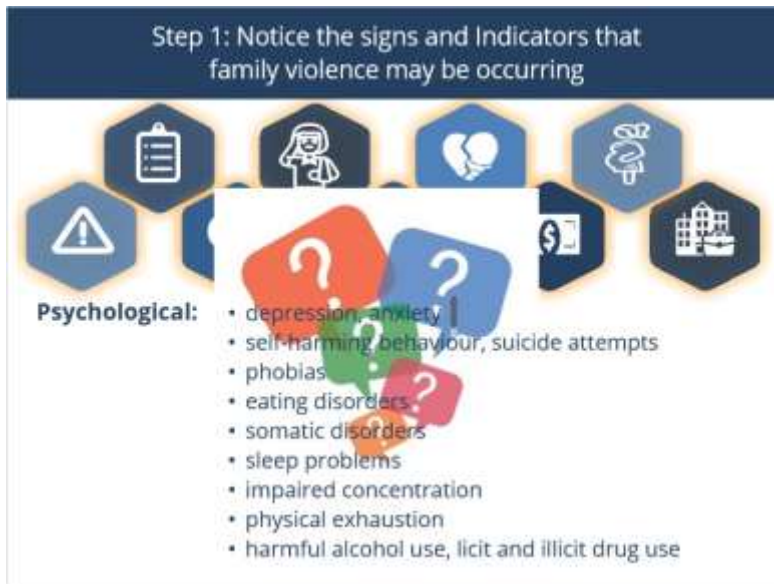 Step 1: Notice the signs and Indicators that
family violence may be occurring
Psychological:
• depression, anxiety
• self-harming behaviour, suicide attempts
• phobias
• eating disorders
• somatic disorders
• sleep problems
• impaired concentration
• physical exhaustion
• harmful alcohol use, licit and illicit drug use